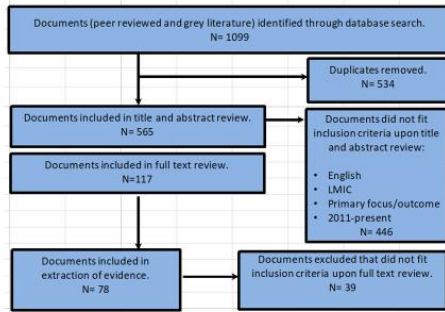 Documents (peer reviewed and grey literature) identified through database search.
N= 1099
Duplicates removed.
N= 534
Documents included in title and abstract review.
N= 565
Documents did not fit
inclusion criteria upon title
and abstract review:
• English
• LMIC
• Primary focus/outcome
• 2011-present
N= 446
Documents included in full text review.
N=117
Documents included in
extraction of evidence.
N= 78
Documents excluded that did not fit
inclusion criteria upon full text review.
N= 39